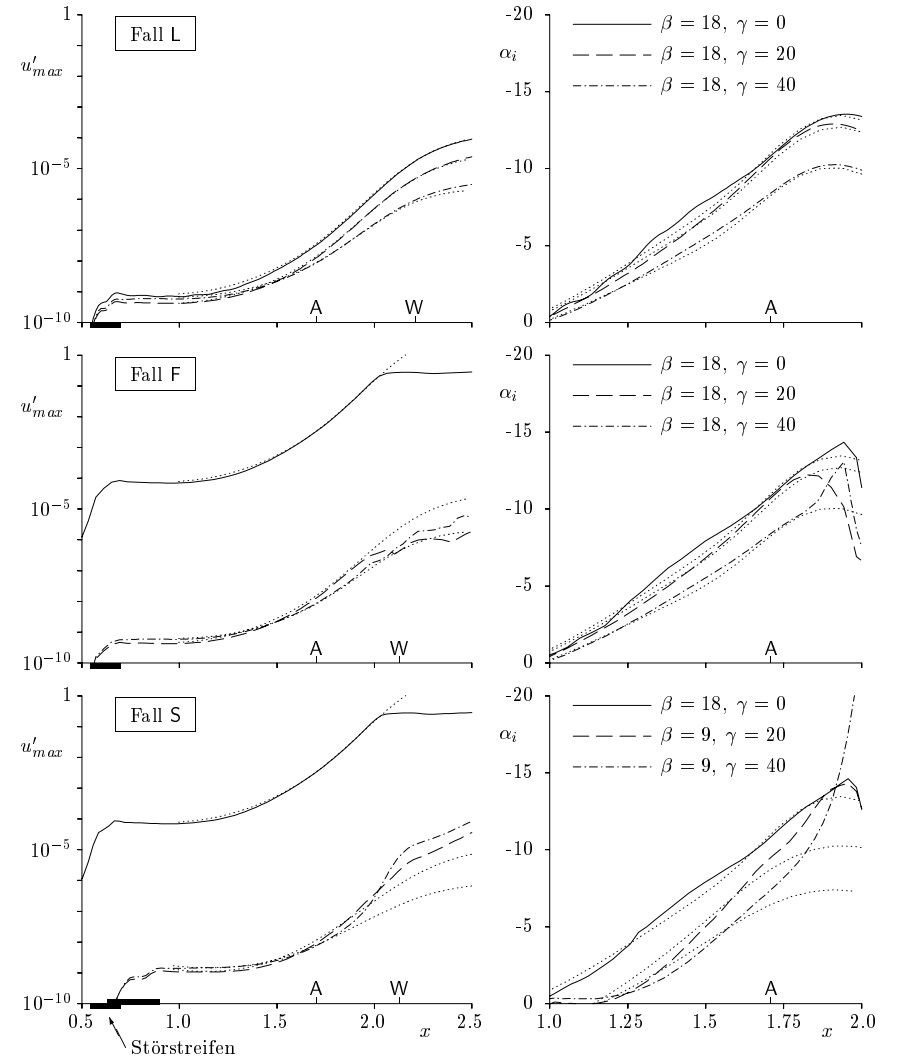 1
Fall L
u′max
10−5
10−10
A
W
-20
αi
-15
-10
-5
0
β = 18, γ = 0
β = 18, γ = 20
β = 18, γ = 40
A
1
Fall F
u′max
10−5
10−10
A
W
-20
αi
-15
-10
-5
0
β = 18, γ = 0
β = 18, γ = 20
β = 18, γ = 40
A
1
Fall S
u′max
10−5
10−10
A
W
0.5 1.0 1.5 2.0 x 2.5
Störstreifen
-20
αi
-15
-10
-5
0
β = 18, γ = 0
β = 9, γ = 20
β = 9, γ = 40
A
1.0 1.25 1.5 1.75 x 2.0